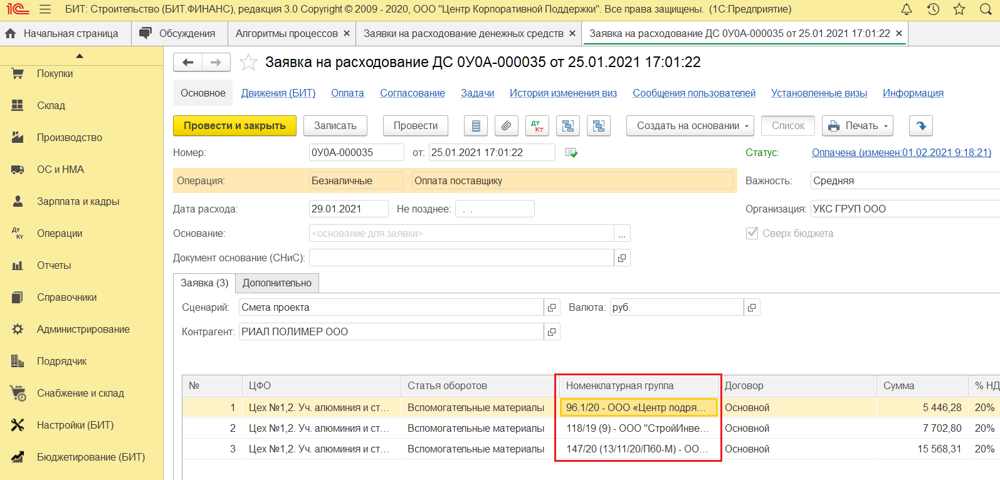 1С БИТ: Строительство (БИТ.ФИНАНС), редакция 3.0 Copyright © 2009 - 2020, ООО "Центр Корпоративной Поддержки". Все права защищены. (1С:Предприятие)
Начальная страница Обсуждения Алгоритмы процессов × Заявки на расходование денежных средств × Заявка на расходование ДС 0У0А-000035 от 25.01.2021 17:01:22 ×
Покупки
Склад
Производство
ОС и НМА
Зарплата и кадры
Дт Кт Операции
Отчеты
Справочники
Администрирование
Подрядчик
Снабжение и склад
Настройки (БИТ)
Бюджетирование (БИТ)
Заявка на расходование ДС 0У0А-000035 от 25.01.2021 17:01:22
Основное Движения (БИТ) Оплата Согласование Задачи История изменения виз Сообщения пользователей Установленные визы Информация
Провести и закрыть Записать Провести Дт Кт Создать на основании Список Печать
Номер: 0У0А-000035 от: 25.01.2021 17:01:22 Статус: Оплачена (изменен:01.02.2021 9:18:21)
Операция: Безналичные Оплата поставщику Важность: Средняя
Дата расхода: 29.01.2021 Не позднее: . . Организация: УКС ГРУП ООО
Основание: <основание для заявки> ... Сверх бюджета
Документ основание (СНиС):
Заявка (3) Дополнительно
Сценарий: Смета проекта Валюта: руб.
Контрагент: РИАЛ ПОЛИМЕР ООО
№ ЦФО Статья оборотов Номенклатурная группа Договор Сумма % НД
1 Цех №1,2. Уч. алюминия и ст... Вспомогательные материалы 96.1/20 - ООО «Центр подря... Основной 5 446,28 20%
2 Цех №1,2. Уч. алюминия и ст... Вспомогательные материалы 118/19 (9) - ООО "СтройИнве... Основной 7 702,80 20%
3 Цех №1,2. Уч. алюминия и ст... Вспомогательные материалы 147/20 (13/11/20/П60-М) - ОО... Основной 15 568,31 20%